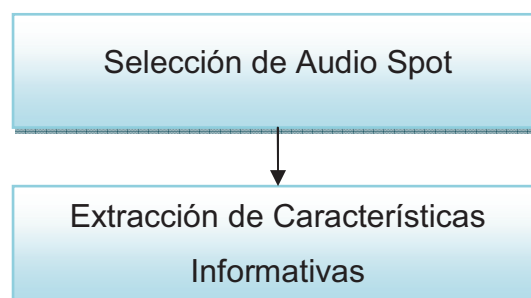 Selección de Audio Spot
Extracción de Características
Informativas